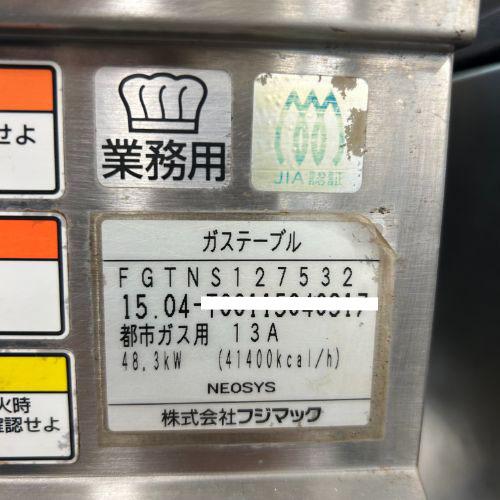 せよ
業務用
JIA 認証
ガステーブル
FGTNS127532
15.04-
都市ガス用 13A
48.3kW (41400kcal/h)
NEOSYS
株式会社フジマック
火時
確認せよ